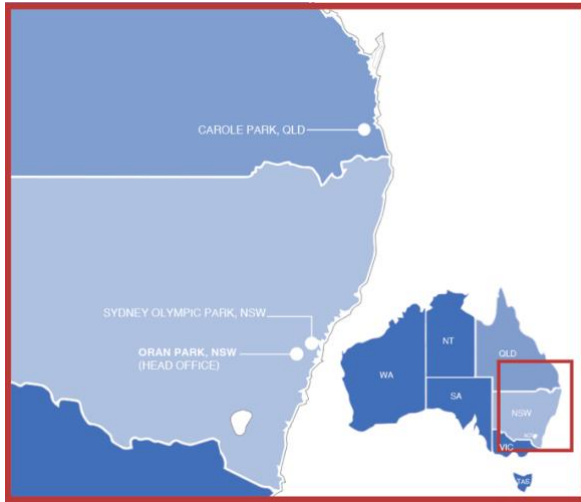 CAROLE PARK, QLD
SYDNEY OLYMPIC PARK, NSW
ORAN PARK, NSW
(HEAD OFFICE)
NT
QLD
WA
SA
NSW
VIC
TAS